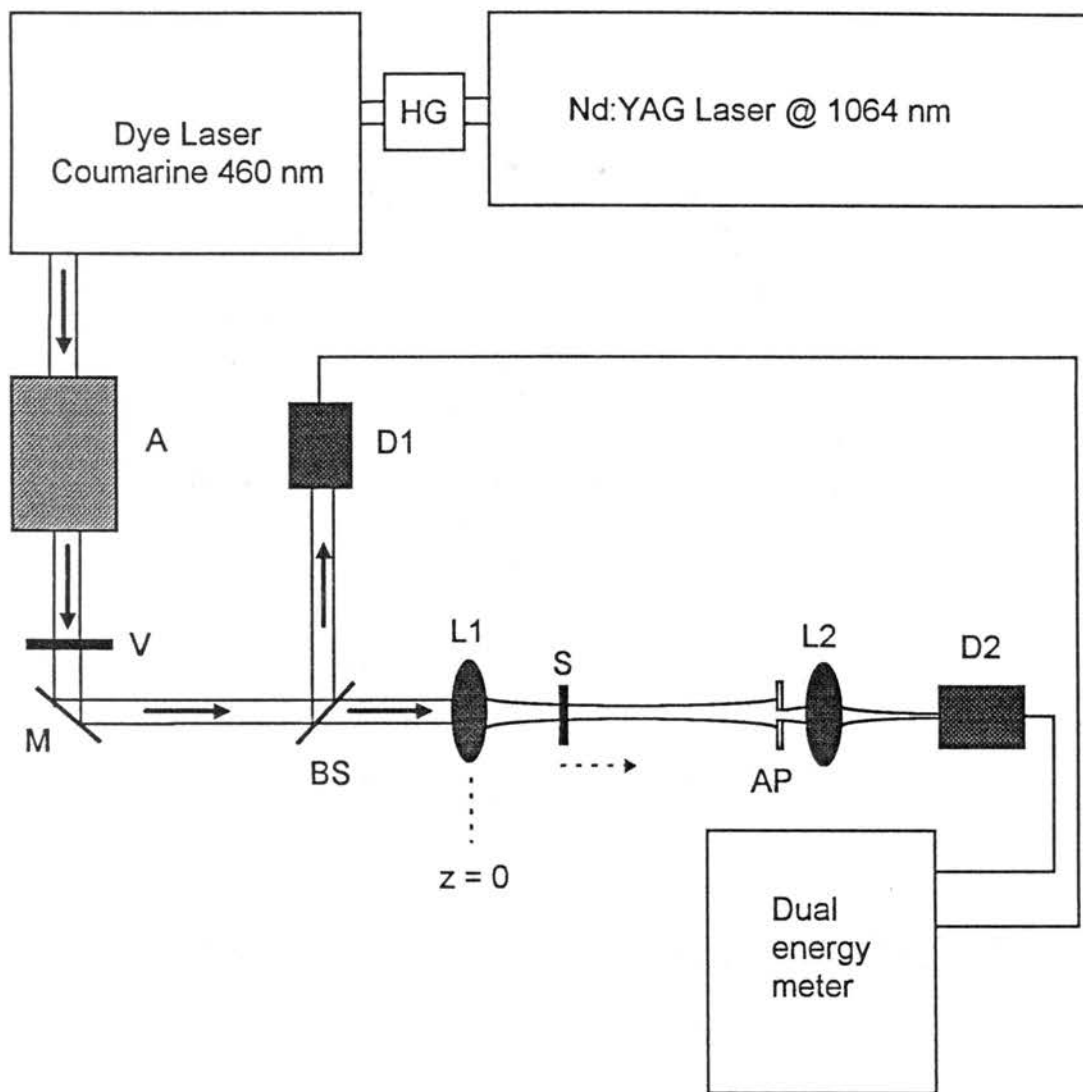 Dye Laser
Coumarine 460 nm
HG
Nd:YAG Laser @ 1064 nm
A
D1
V
L1
S
L2
D2
M
BS
AP
z = 0
Dual
energy
meter